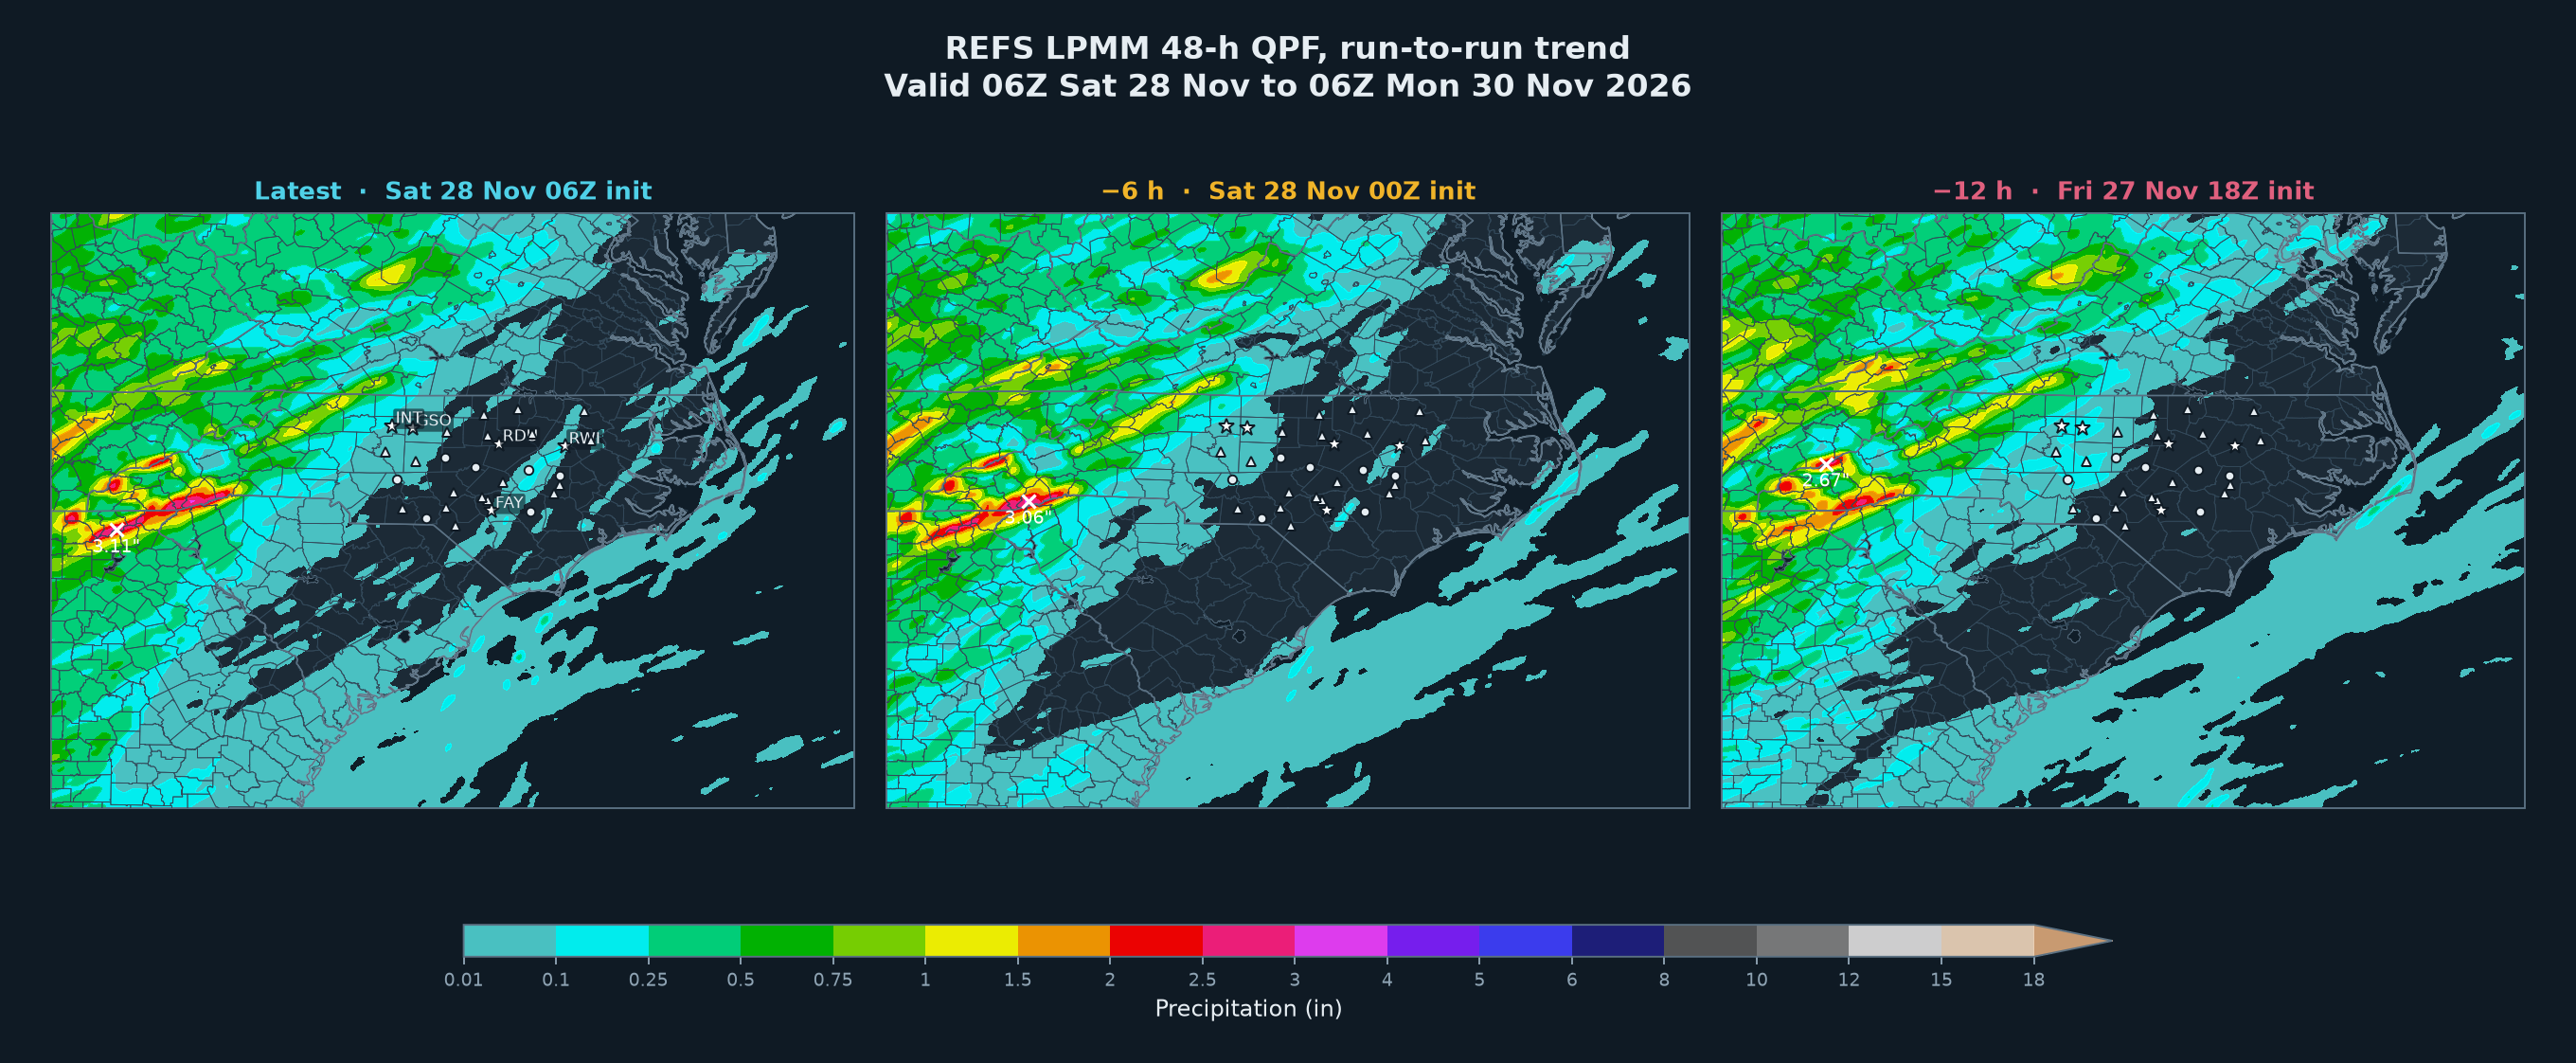 REFS LPMM 48-h QPF, run-to-run trend
Valid 06Z Sat 28 Nov to 06Z Mon 30 Nov 2026
Latest · Sat 28 Nov 06Z init
−6 h · Sat 28 Nov 00Z init
−12 h · Fri 27 Nov 18Z init
INT GSO
RDU
RWI
FAY
3.11"
3.06"
2.67"
0.01 0.1 0.25 0.5 0.75 1 1.5 2 2.5 3 4 5 6 8 10 12 15 18
Precipitation (in)